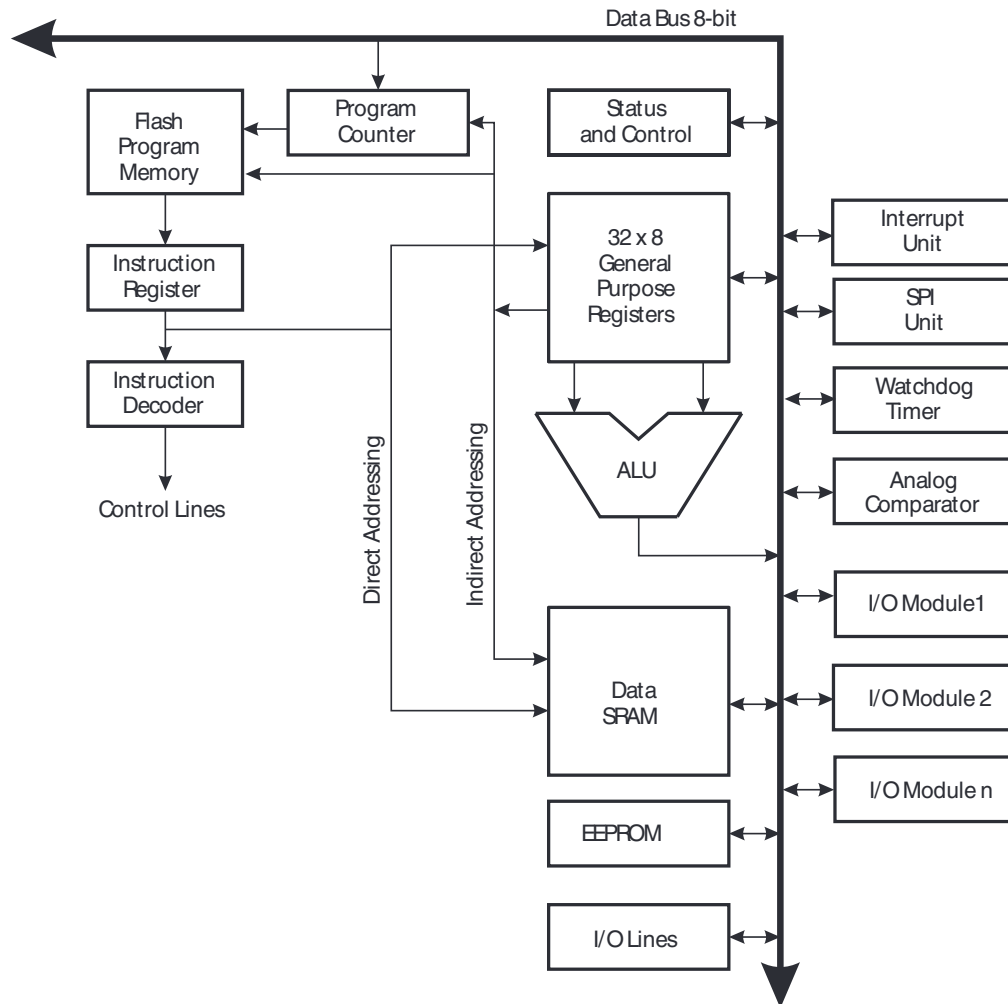 Data Bus 8-bit
Flash
Program
Memory
Program
Counter
Status
and Control
Interrupt
Unit
32 x 8
General
Purpose
Registers
Instruction
Register
SPI
Unit
Instruction
Decoder
Watchdog
Timer
ALU
Analog
Comparator
Control Lines
Direct Addressing
Indirect Addressing
I/O Module1
Data
SRAM
I/O Module 2
I/O Module n
EEPROM
I/O Lines